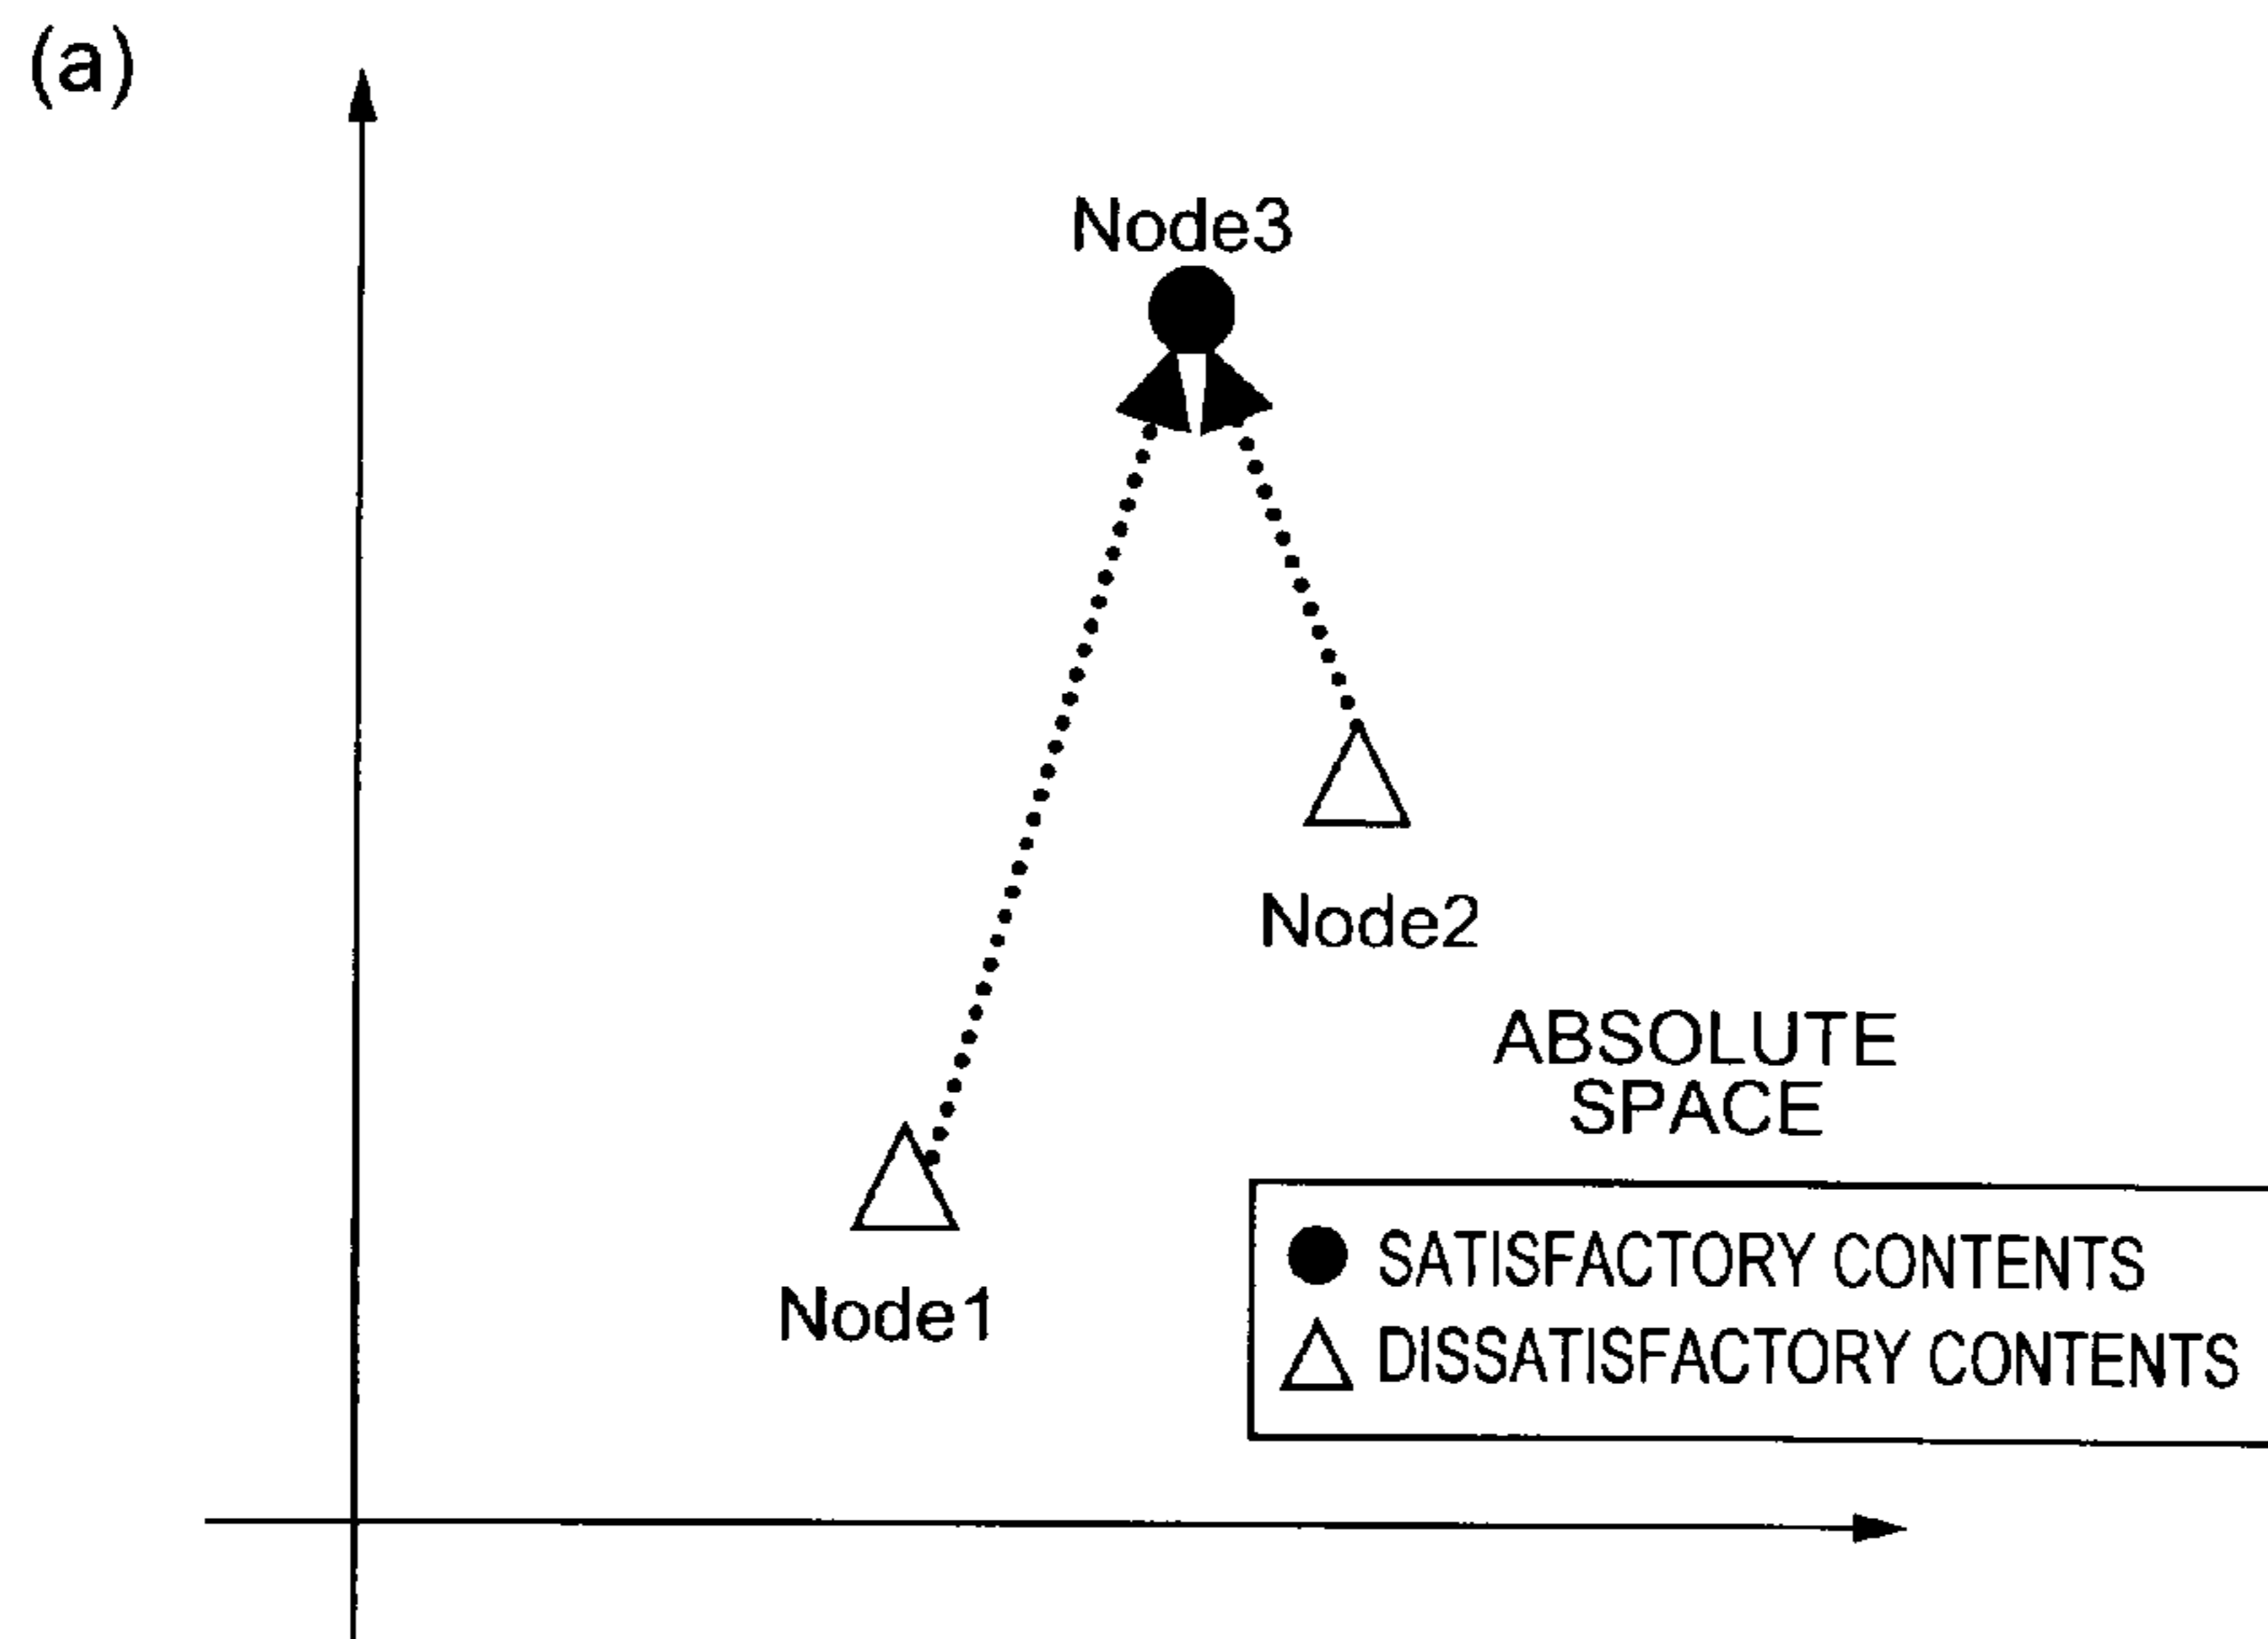 (a)
Node3
Node2
ABSOLUTE
SPACE
Node1
SATISFACTORY CONTENTS
DISSATISFACTORY CONTENTS